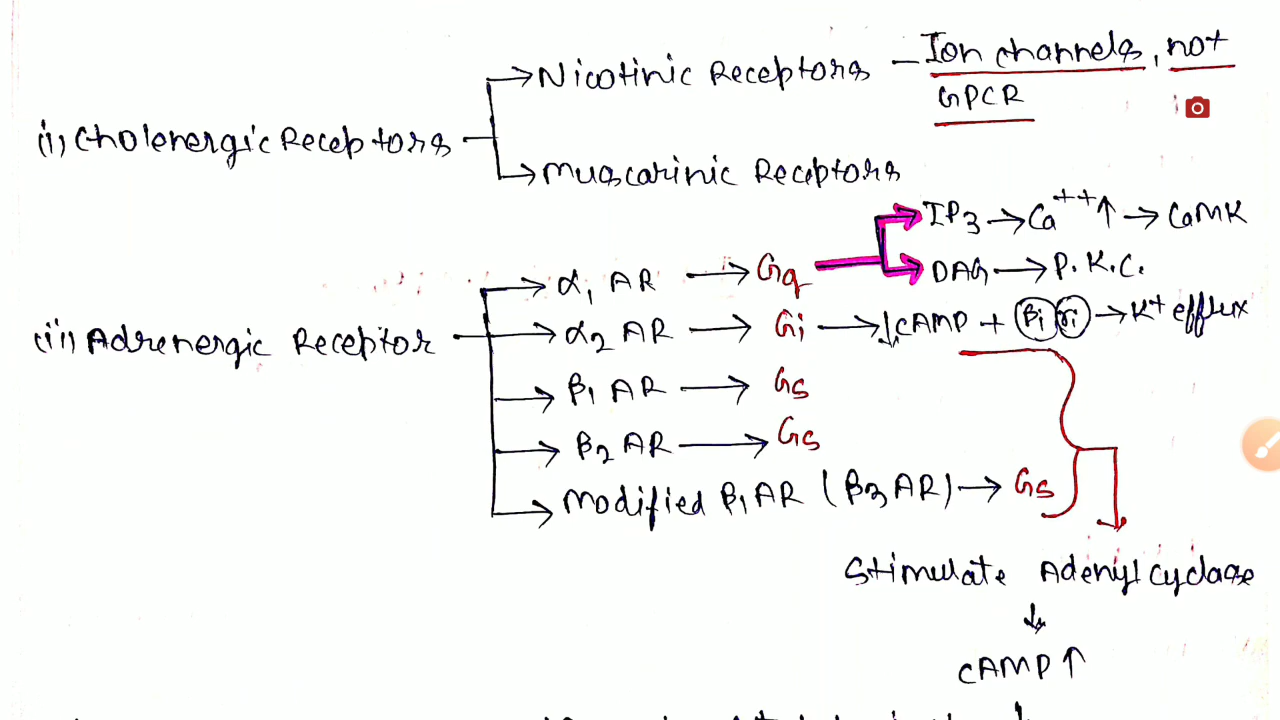 → Nicotinic Receptors – Ion channels, not
GPCR
(i) Cholenergic Receptors
→ Muscarinic Receptors
IP3 → Ca++↑ → CaMK
α1 AR → Gq
DAG → P.K.C.
(ii) Adrenergic Receptor
α2 AR → Gi → ↓cAMP + βi γi → K+ efflux
β1 AR → Gs
β2 AR → Gs
Modified β1 AR (β3 AR) → Gs
Stimulate Adenyl cyclase
↓
cAMP ↑